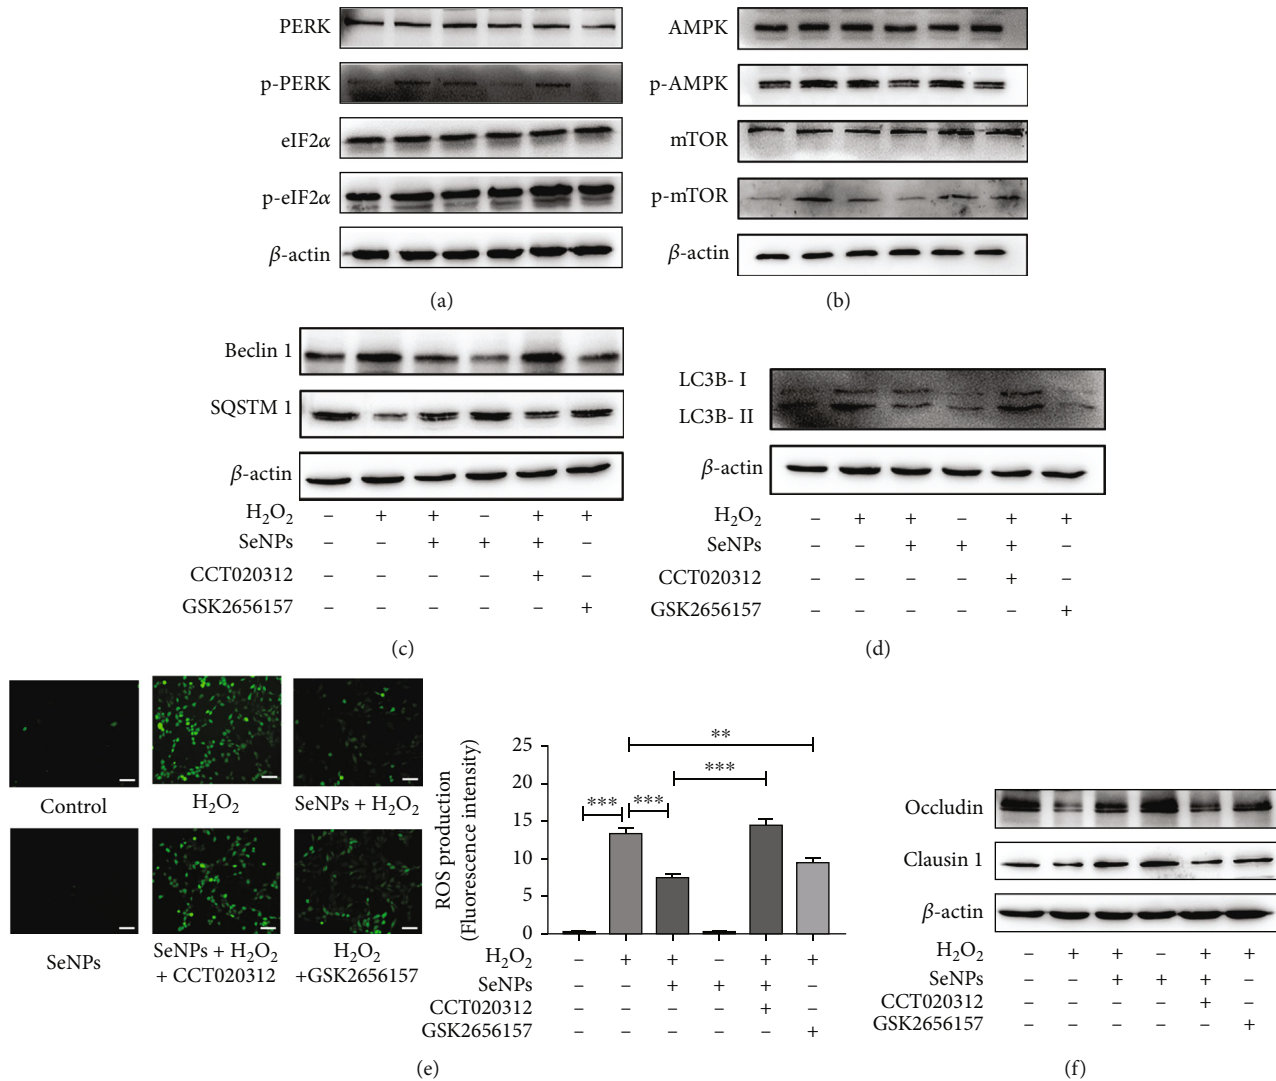 PERK
p-PERK
eIF2α
p-eIF2α
β-actin
(a)
AMPK
p-AMPK
mTOR
p-mTOR
β-actin
(b)
Beclin 1
SQSTM 1
β-actin
H₂O₂ – + + – + +
SeNPs – – + + + –
CCT020312 – – – – + –
GSK2656157 – – – – – +
(c)
LC3B- I
LC3B- II
β-actin
H₂O₂ – + + – + +
SeNPs – – + + + –
CCT020312 – – – – + –
GSK2656157 – – – – – +
(d)
Control
H₂O₂
SeNPs + H₂O₂
SeNPs
SeNPs + H₂O₂
+ CCT020312
H₂O₂
+GSK2656157
ROS production
(Fluorescence intensity)
25
20
15
10
5
0
**
***
*** ***
H₂O₂ – + + – + +
SeNPs – – + + + –
CCT020312 – – – – + –
GSK2656157 – – – – – +
(e)
Occludin
Clausin 1
β-actin
H₂O₂ – + + – + +
SeNPs – – + + + –
CCT020312 – – – – + –
GSK2656157 – – – – – +
(f)